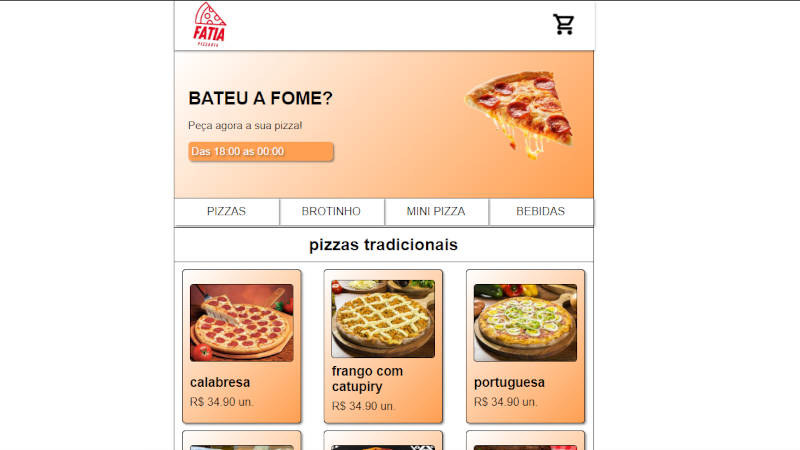 FATIA
PIZZARIA
BATEU A FOME?
Peça agora a sua pizza!
Das 18:00 as 00:00
PIZZAS BROTINHO MINI PIZZA BEBIDAS
pizzas tradicionais
calabresa
R$ 34.90 un.
frango com
catupiry
R$ 34.90 un.
portuguesa
R$ 34.90 un.